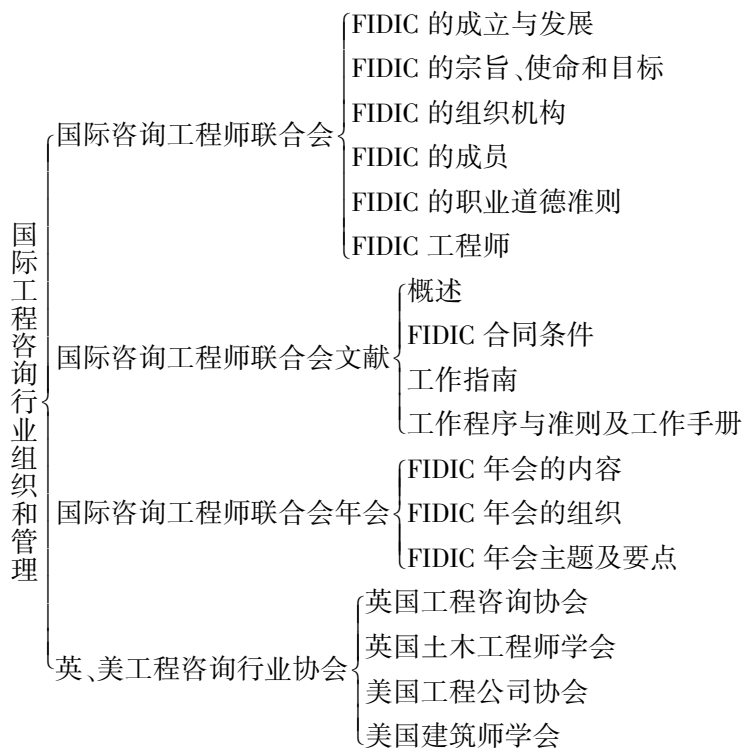 国际工程咨询行业组织和管理
国际咨询工程师联合会
FIDIC 的成立与发展
FIDIC 的宗旨、使命和目标
FIDIC 的组织机构
FIDIC 的成员
FIDIC 的职业道德准则
FIDIC 工程师
国际咨询工程师联合会文献
概述
FIDIC 合同条件
工作指南
工作程序与准则及工作手册
国际咨询工程师联合会年会
FIDIC 年会的内容
FIDIC 年会的组织
FIDIC 年会主题及要点
英、美工程咨询行业协会
英国工程咨询协会
英国土木工程师学会
美国工程公司协会
美国建筑师学会